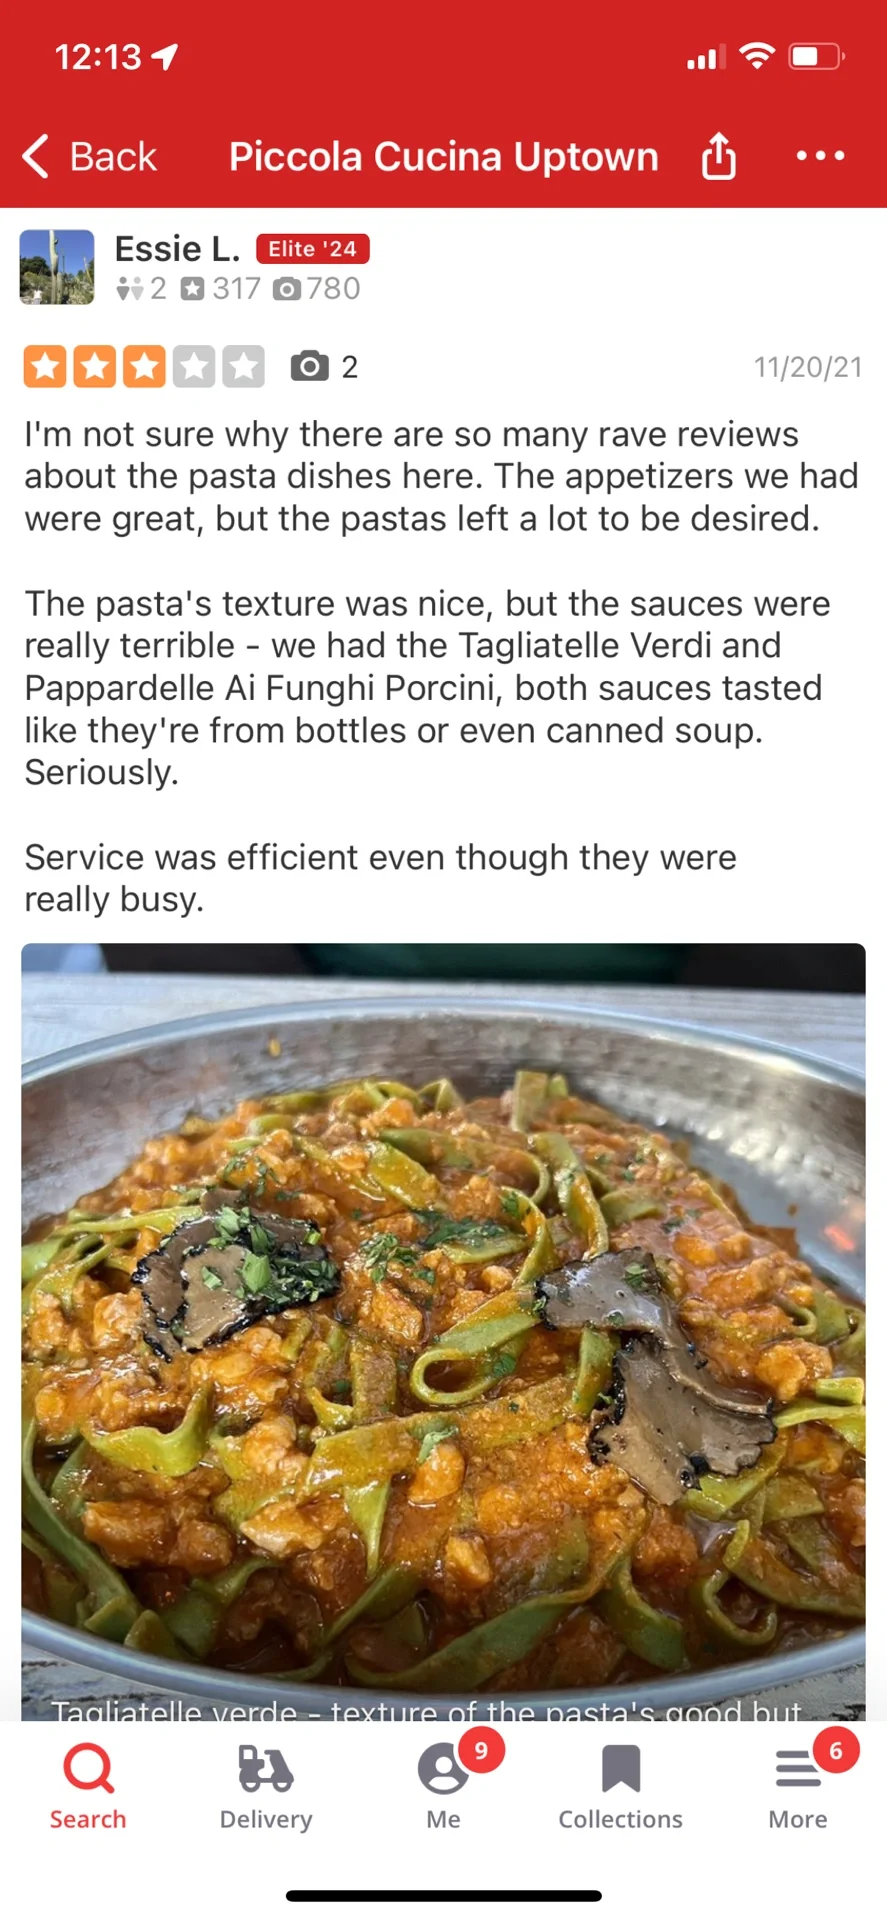 12:13
Back Piccola Cucina Uptown
Essie L. Elite '24
2 317 780
2 11/20/21
I'm not sure why there are so many rave reviews
about the pasta dishes here. The appetizers we had
were great, but the pastas left a lot to be desired.
The pasta's texture was nice, but the sauces were
really terrible - we had the Tagliatelle Verdi and
Pappardelle Ai Funghi Porcini, both sauces tasted
like they're from bottles or even canned soup.
Seriously.
Service was efficient even though they were
really busy.
Tagliatelle verde - texture of the pasta's good but
9 6
Search Delivery Me Collections More